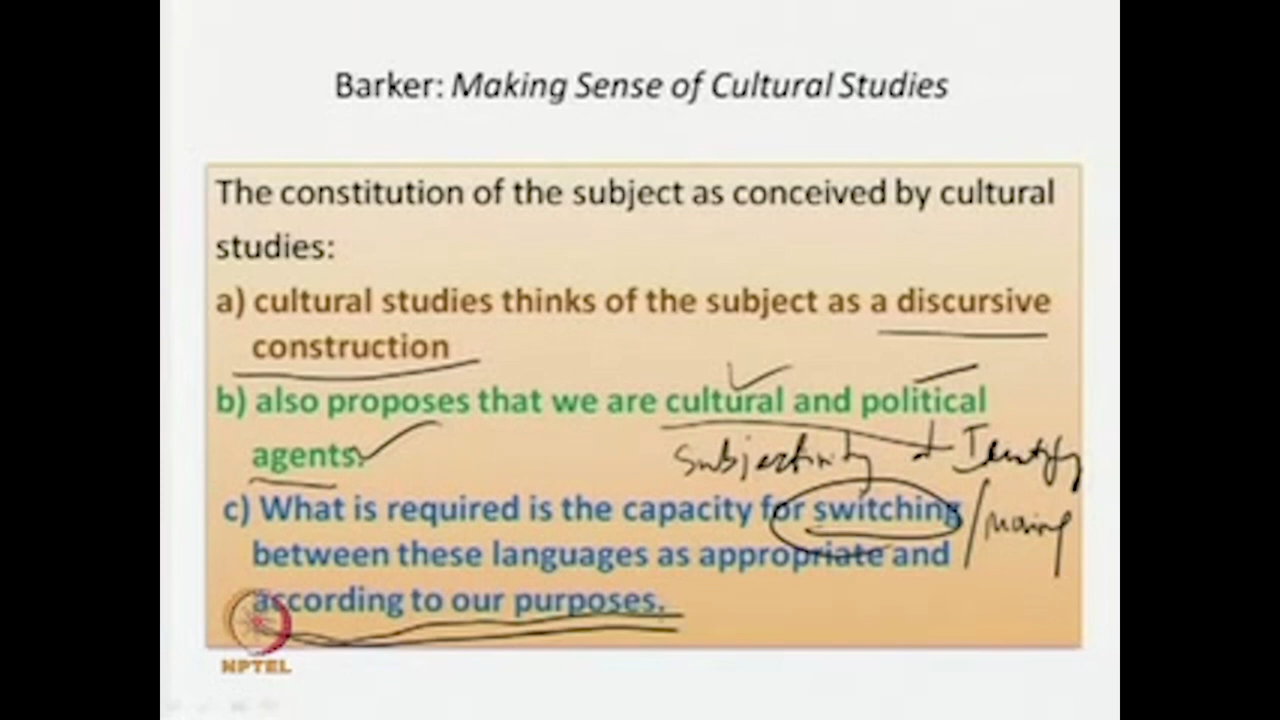 Barker: Making Sense of Cultural Studies
The constitution of the subject as conceived by cultural
studies:
a) cultural studies thinks of the subject as a discursive
construction
b) also proposes that we are cultural and political
agents.
Subjectivity + Identity
c) What is required is the capacity for switching
/moving
between these languages as appropriate and
according to our purposes.
NPTEL